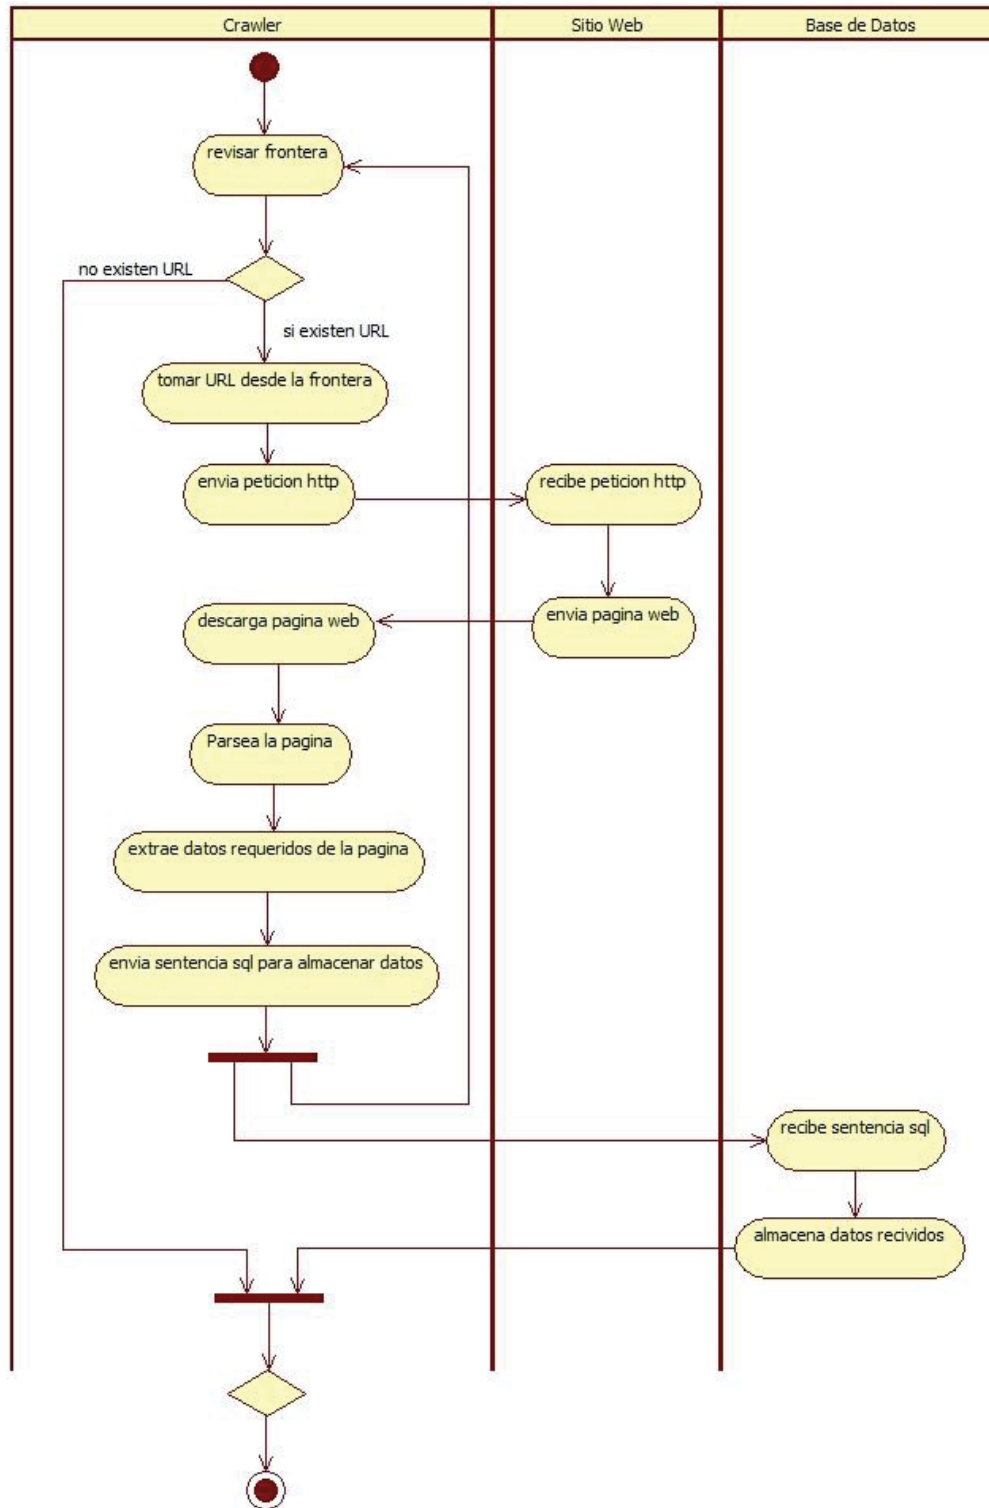 Crawler
Sitio Web
Base de Datos
revisar frontera
no existen URL
si existen URL
tomar URL desde la frontera
envia peticion http
recibe peticion http
descarga pagina web
envia pagina web
Parsea la pagina
extrae datos requeridos de la pagina
envia sentencia sql para almacenar datos
recibe sentencia sql
almacena datos recividos